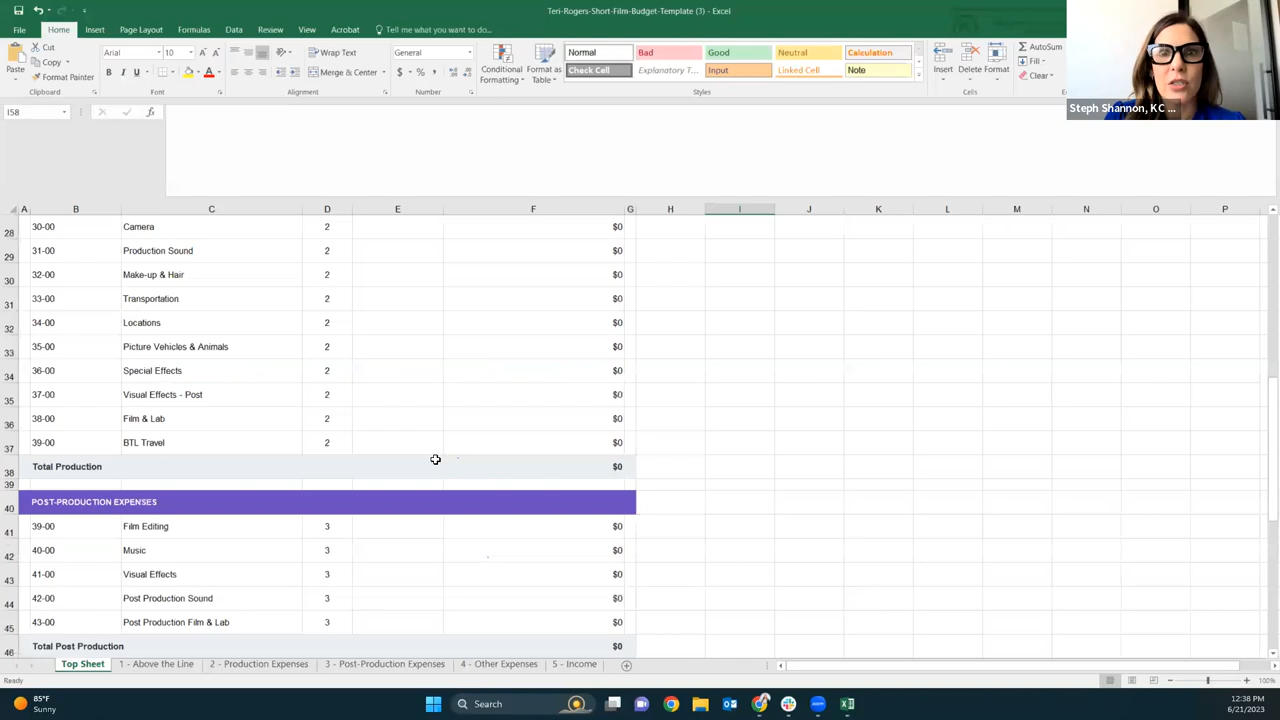 Teri-Rogers-Short-Film-Budget-Template (3) - Excel
File Home Insert Page Layout Formulas Data Review View Acrobat Tell me what you want to do...
Paste Cut Copy Format Painter Clipboard
Arial 10 B I U Font
Wrap Text Merge & Center Alignment
General $ % , Number
Conditional Formatting Format as Table
Normal Bad Good Neutral Calculation
Check Cell Explanatory T... Input Linked Cell Note
Styles
Insert Delete Format Cells
AutoSum Fill Clear
Steph Shannon, KC ...
I58 fx
A B C D E F G H I J K L M N O P
28 30-00 Camera 2 $0
29 31-00 Production Sound 2 $0
30 32-00 Make-up & Hair 2 $0
31 33-00 Transportation 2 $0
32 34-00 Locations 2 $0
33 35-00 Picture Vehicles & Animals 2 $0
34 36-00 Special Effects 2 $0
35 37-00 Visual Effects - Post 2 $0
36 38-00 Film & Lab 2 $0
37 39-00 BTL Travel 2 $0
38 Total Production $0
39
40 POST-PRODUCTION EXPENSES
41 39-00 Film Editing 3 $0
42 40-00 Music 3 $0
43 41-00 Visual Effects 3 $0
44 42-00 Post Production Sound 3 $0
45 43-00 Post Production Film & Lab 3 $0
46 Total Post Production $0
Top Sheet 1 - Above the Line 2 - Production Expenses 3 - Post-Production Expenses 4 - Other Expenses 5 - Income
Ready 100%
85°F
Sunny
Search
12:38 PM
6/21/2023